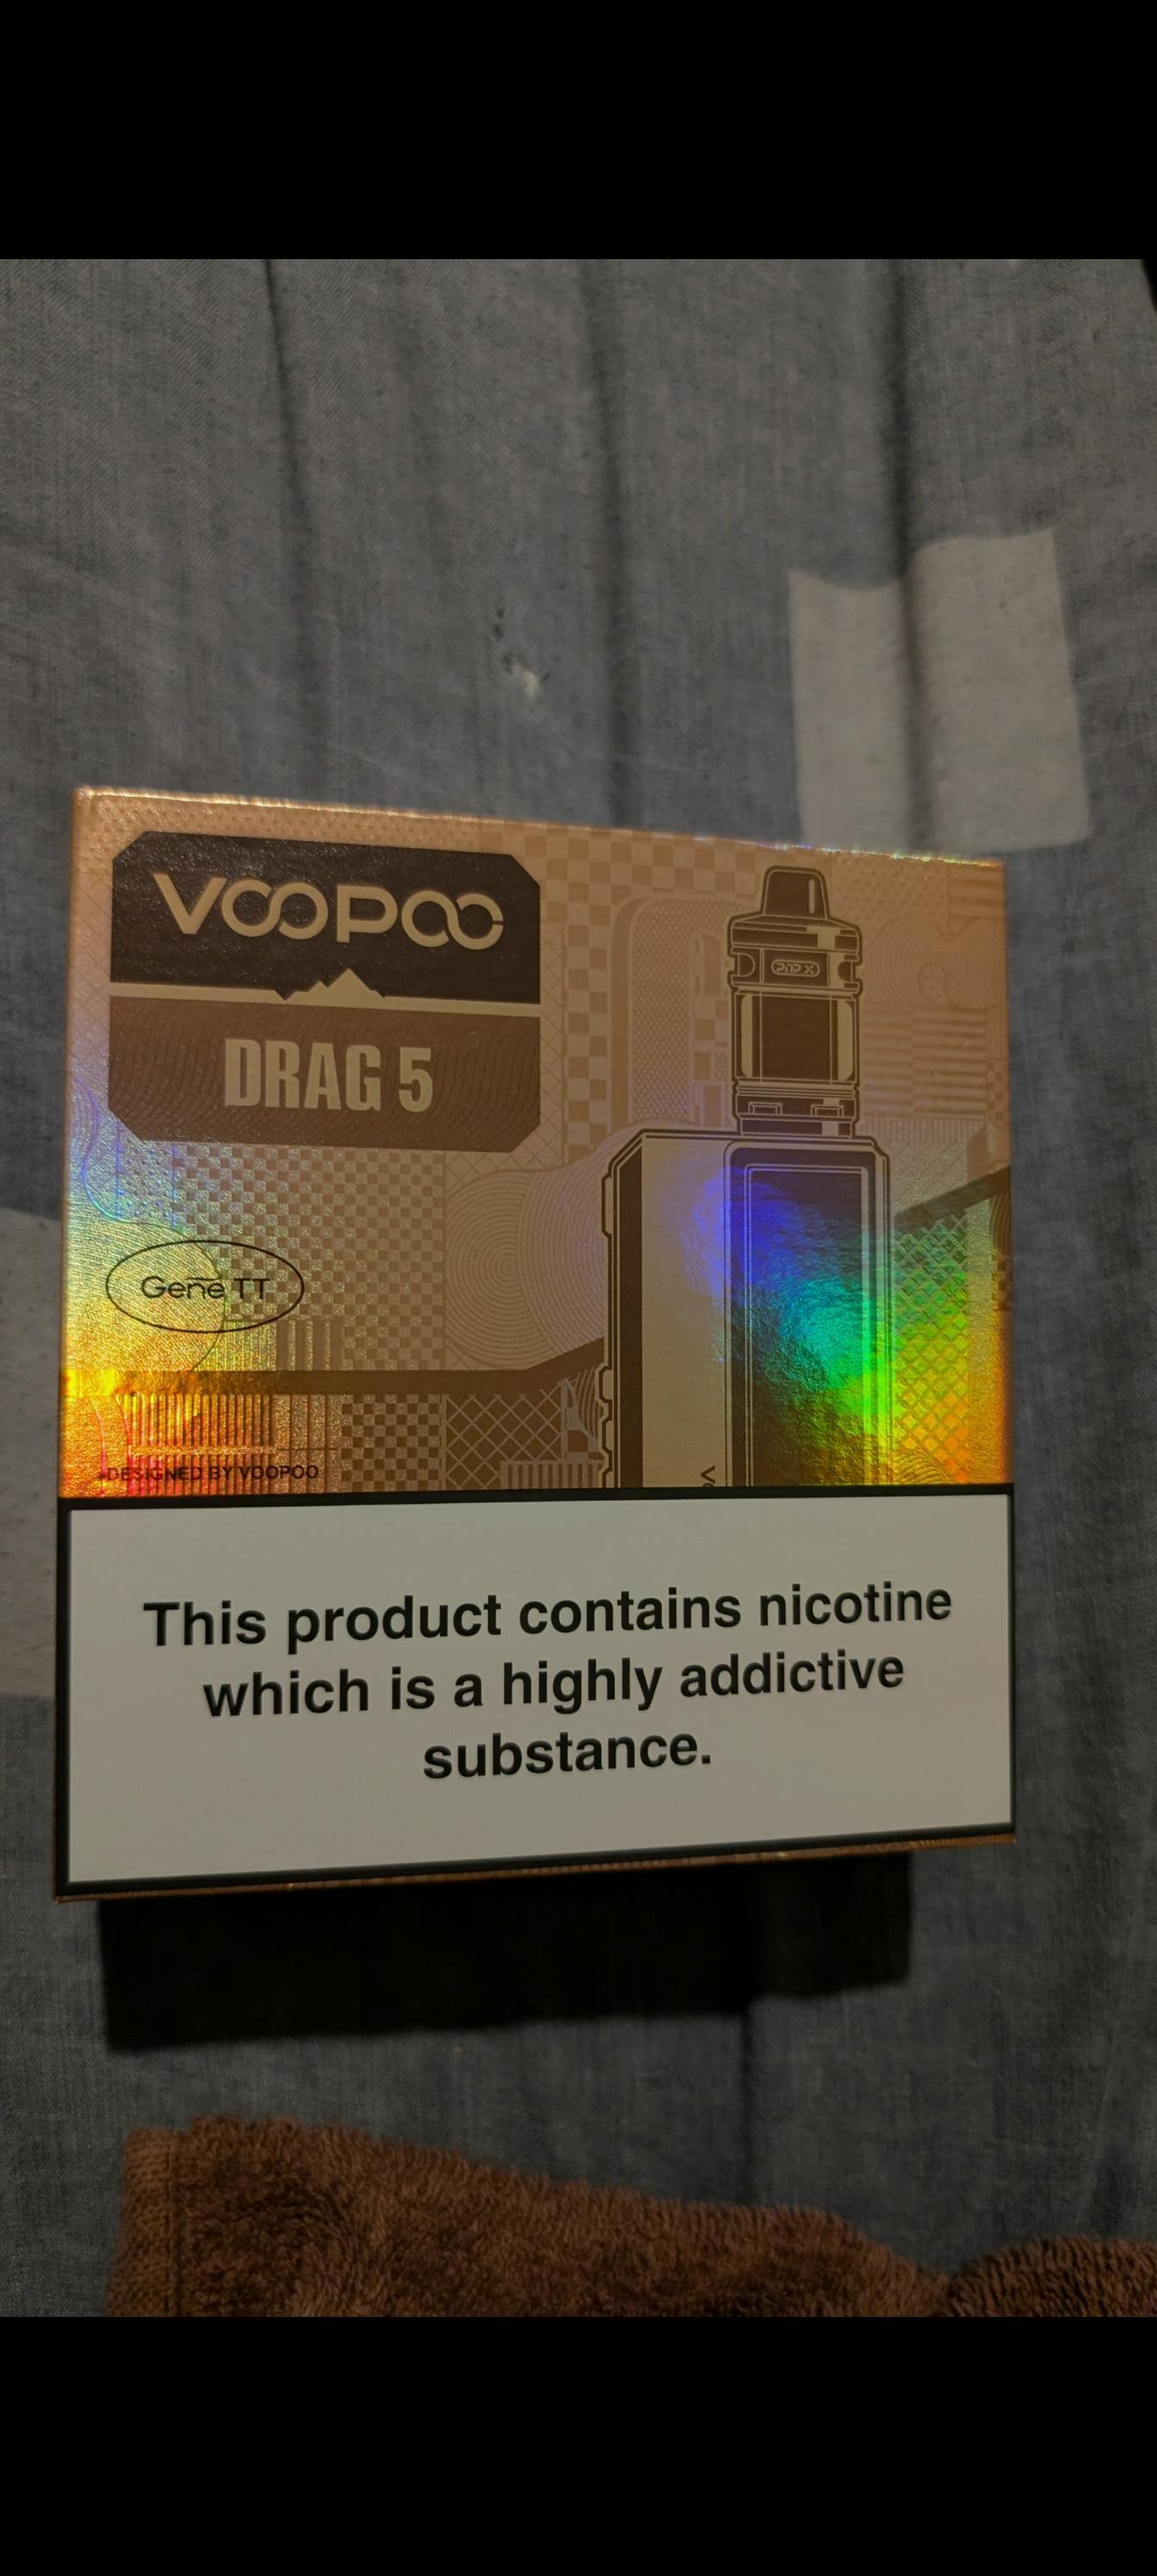 VOOPOO
DRAG 5
PnP X
Gene TT
DESIGNED BY VOOPOO
This product contains nicotine
which is a highly addictive
substance.